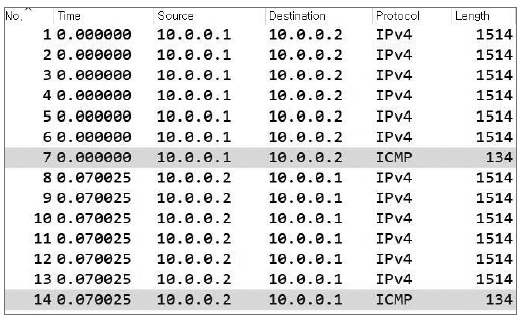 No. Time Source Destination Protocol Length
1 0.000000 10.0.0.1 10.0.0.2 IPv4 1514
2 0.000000 10.0.0.1 10.0.0.2 IPv4 1514
3 0.000000 10.0.0.1 10.0.0.2 IPv4 1514
4 0.000000 10.0.0.1 10.0.0.2 IPv4 1514
5 0.000000 10.0.0.1 10.0.0.2 IPv4 1514
6 0.000000 10.0.0.1 10.0.0.2 IPv4 1514
7 0.000000 10.0.0.1 10.0.0.2 ICMP 134
8 0.070025 10.0.0.2 10.0.0.1 IPv4 1514
9 0.070025 10.0.0.2 10.0.0.1 IPv4 1514
10 0.070025 10.0.0.2 10.0.0.1 IPv4 1514
11 0.070025 10.0.0.2 10.0.0.1 IPv4 1514
12 0.070025 10.0.0.2 10.0.0.1 IPv4 1514
13 0.070025 10.0.0.2 10.0.0.1 IPv4 1514
14 0.070025 10.0.0.2 10.0.0.1 ICMP 134